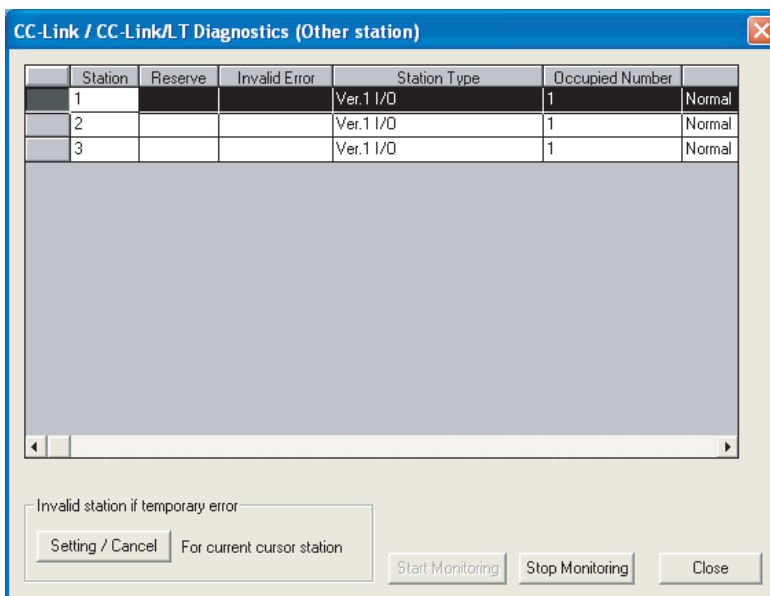 CC-Link / CC-Link/LT Diagnostics (Other station)
Station Reserve Invalid Error Station Type Occupied Number
1 Ver.1 I/O 1 Normal
2 Ver.1 I/O 1 Normal
3 Ver.1 I/O 1 Normal
Invalid station if temporary error
Setting / Cancel For current cursor station
Start Monitoring Stop Monitoring Close